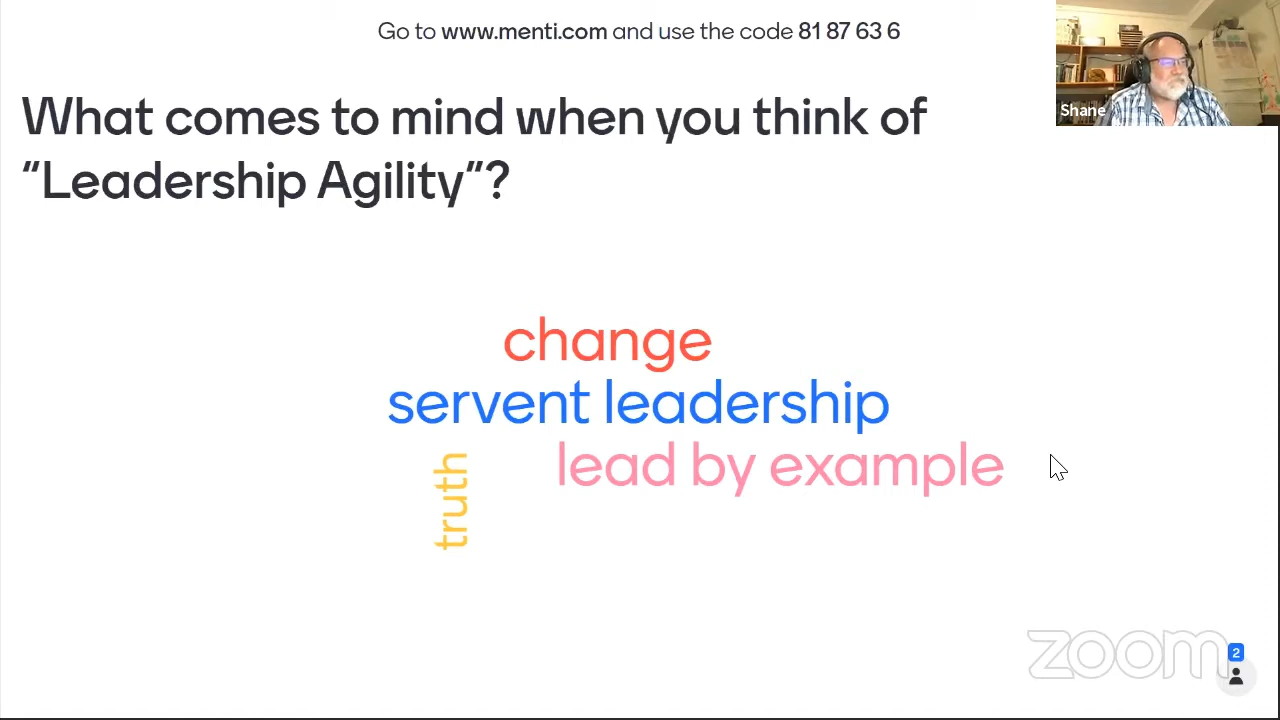 Go to www.menti.com and use the code 81 87 63 6
Shane
What comes to mind when you think of
“Leadership Agility”?
change
servent leadership
lead by example
truth
zoom
2